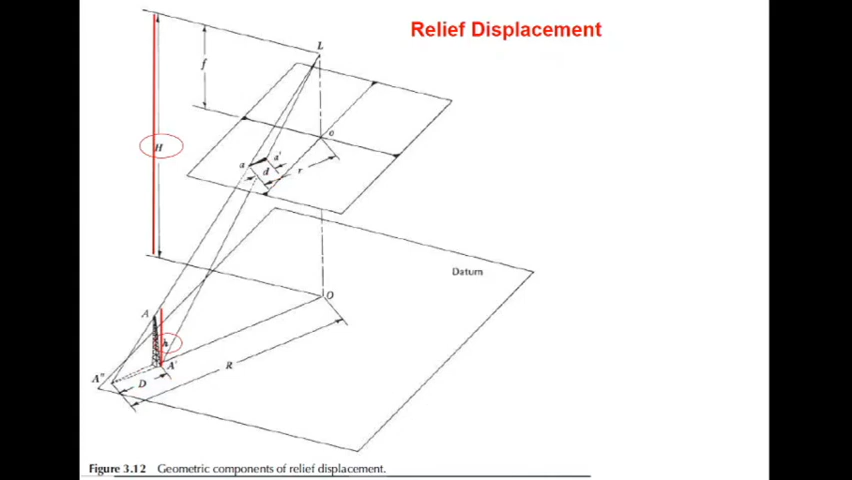 Relief Displacement
L
f
o
H
a
a'
d
r
Datum
O
A
h
A'
R
A"
D
Figure 3.12 Geometric components of relief displacement.